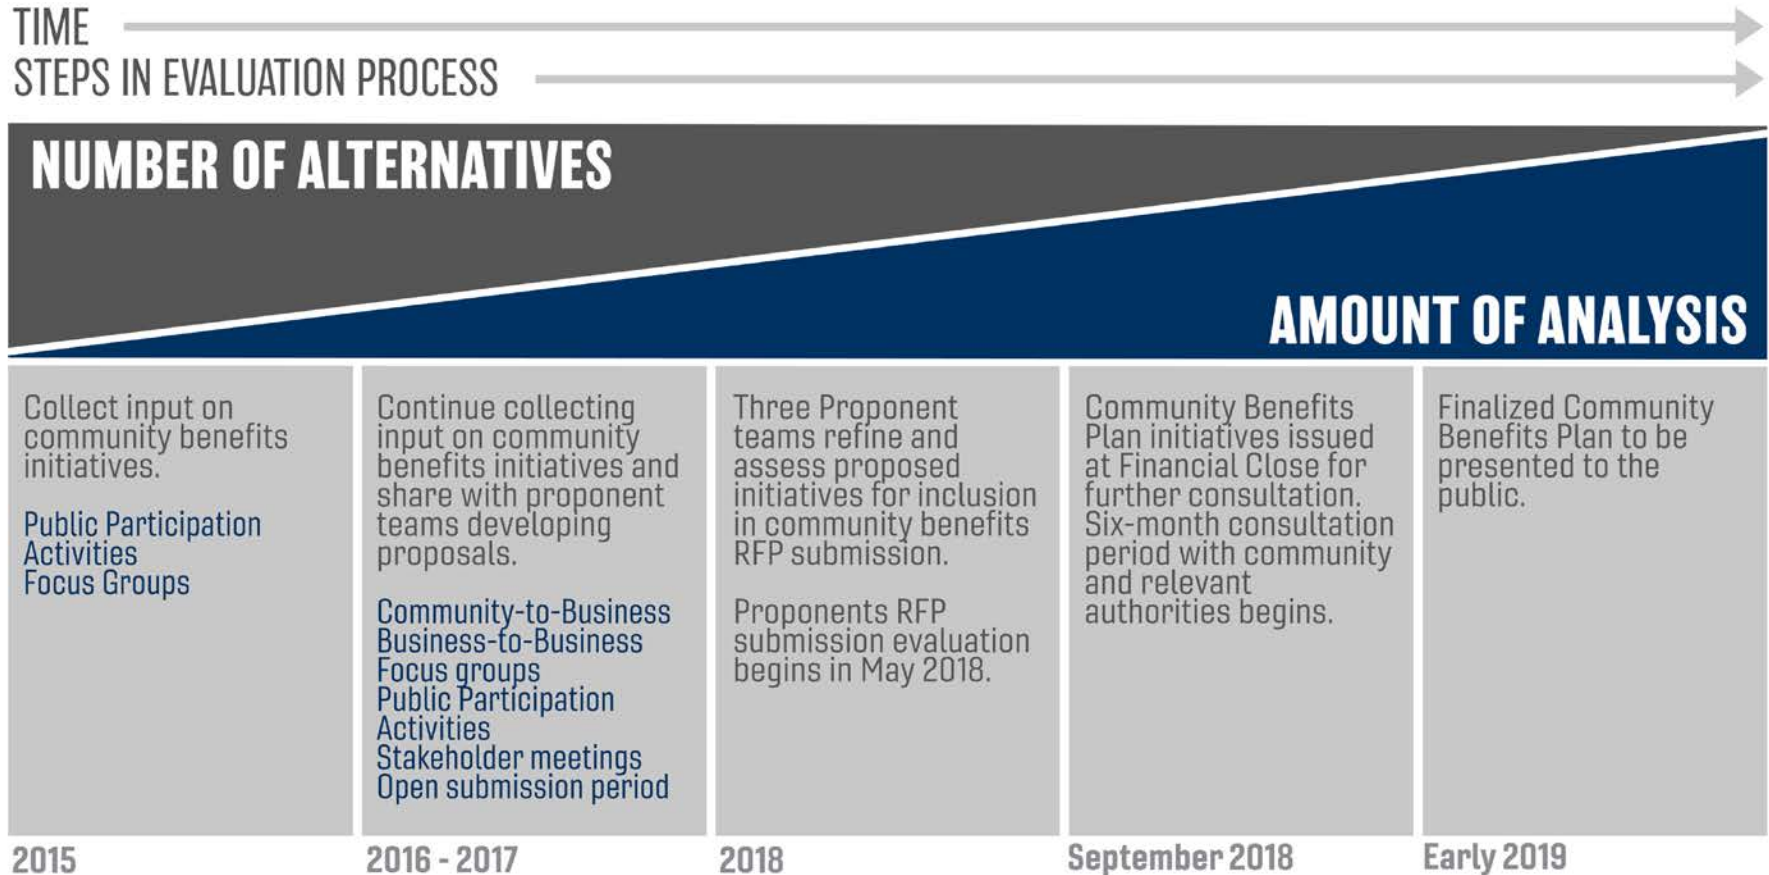 TIME
STEPS IN EVALUATION PROCESS
NUMBER OF ALTERNATIVES
AMOUNT OF ANALYSIS
Collect input on
community benefits
initiatives.
Public Participation
Activities
Focus Groups
2015
Continue collecting
input on community
benefits initiatives and
share with proponent
teams developing
proposals.
Community-to-Business
Business-to-Business
Focus groups
Public Participation
Activities
Stakeholder meetings
Open submission period
2016 - 2017
Three Proponent
teams refine and
assess proposed
initiatives for inclusion
in community benefits
RFP submission.
Proponents RFP
submission evaluation
begins in May 2018.
2018
Community Benefits
Plan initiatives issued
at Financial Close for
further consultation.
Six-month consultation
period with community
and relevant
authorities begins.
September 2018
Finalized Community
Benefits Plan to be
presented to the
public.
Early 2019